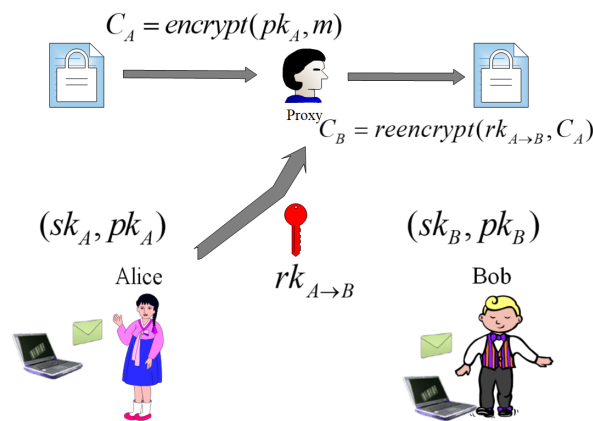 C_A = encrypt(pk_A, m)
Proxy
C_B = reencrypt(rk_{A→B}, C_A)
(sk_A, pk_A)
(sk_B, pk_B)
Alice
rk_{A→B}
Bob